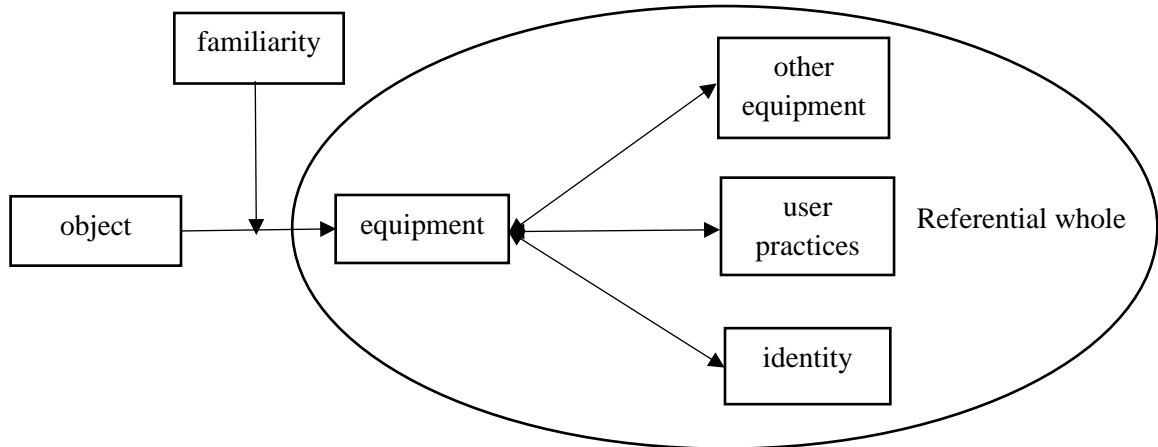 familiarity
other
equipment
object
equipment
user
practices
Referential whole
identity